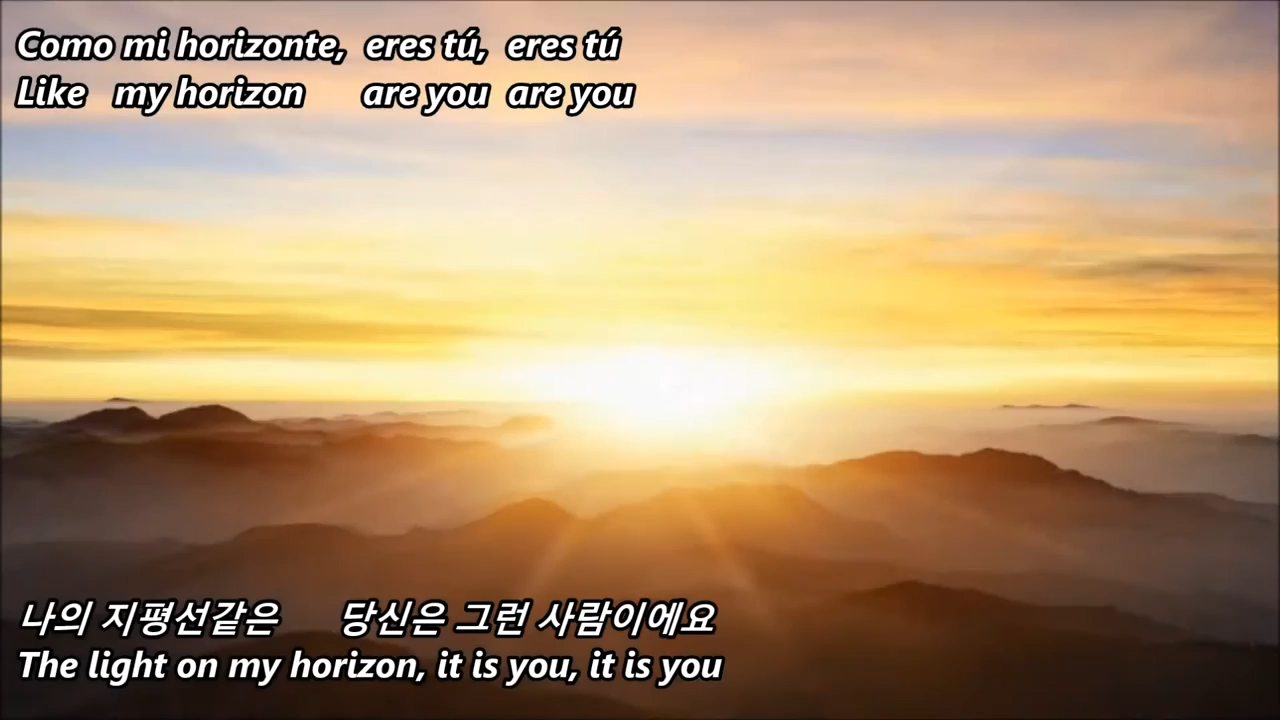 Como mi horizonte, eres tú, eres tú
Like my horizon are you are you
나의 지평선같은 당신은 그런 사람이에요
The light on my horizon, it is you, it is you